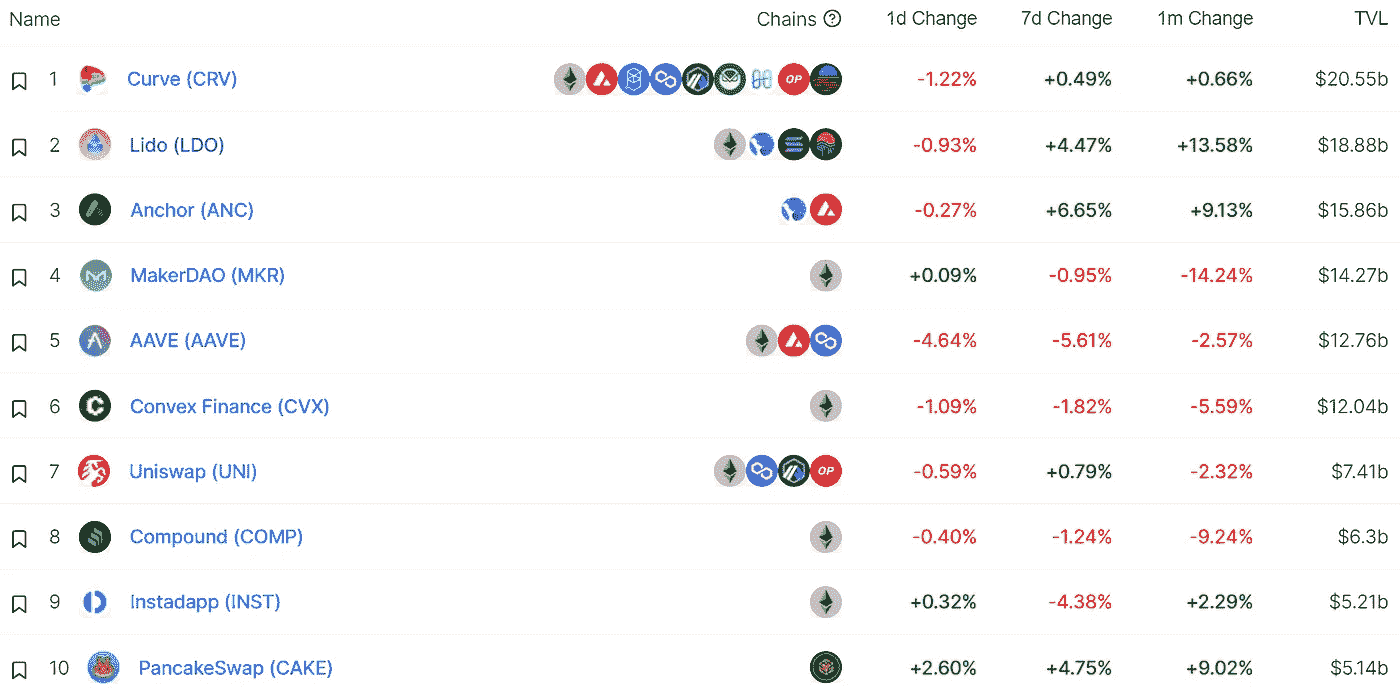 Name Chains ? 1d Change 7d Change 1m Change TVL
1 Curve (CRV) OP -1.22% +0.49% +0.66% $20.55b
2 Lido (LDO) -0.93% +4.47% +13.58% $18.88b
3 Anchor (ANC) -0.27% +6.65% +9.13% $15.86b
4 MakerDAO (MKR) +0.09% -0.95% -14.24% $14.27b
5 AAVE (AAVE) -4.64% -5.61% -2.57% $12.76b
6 Convex Finance (CVX) -1.09% -1.82% -5.59% $12.04b
7 Uniswap (UNI) OP -0.59% +0.79% -2.32% $7.41b
8 Compound (COMP) -0.40% -1.24% -9.24% $6.3b
9 Instadapp (INST) +0.32% -4.38% +2.29% $5.21b
10 PancakeSwap (CAKE) +2.60% +4.75% +9.02% $5.14b